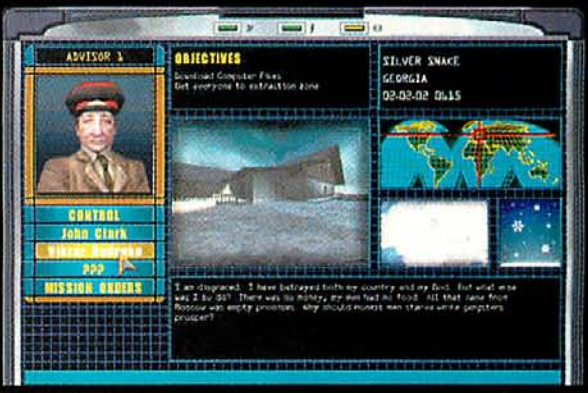 ADVISOR 1
OBJECTIVES
Download Computer Files
Get everyone to extraction zone
SILVER SNAKE
GEORGIA
02-02-02 0615
CONTROL
John Clark
Viktor
???
MISSION ORDERS
I am disgraced. I have betrayed both my country and my God. But what else
was I to do? There was no money, my men had no food. All that came from
Moscow was empty promises. Why should honest men starve while gangsters
prosper?